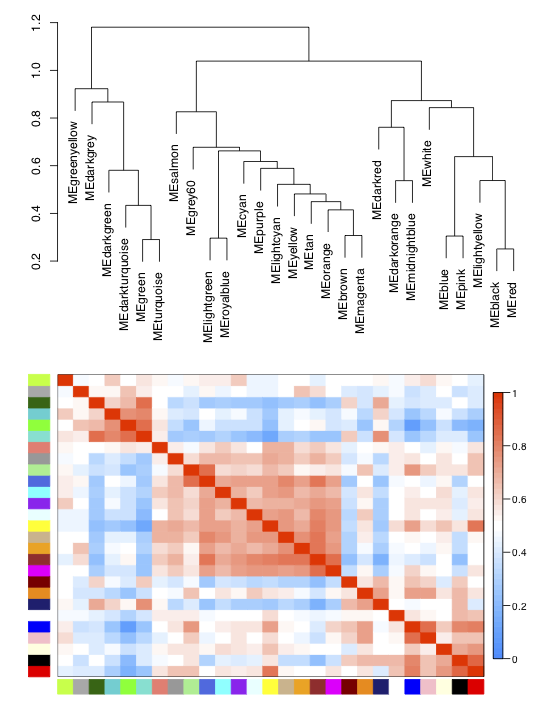 1.2
1.0
0.8
0.6
0.4
0.2
MEgreenyellow
MEdarkgrey
MEdarkgreen
MEdarkturquoise
MEgreen
MEturquoise
MEsalmon
MEgrey60
MElightgreen
MEroyalblue
MEcyan
MEpurple
MElightcyan
MEyellow
MEtan
MEorange
MEbrown
MEmagenta
MEdarkred
MEdarkorange
MEmidnightblue
MEwhite
MEblue
MEpink
MElightyellow
MEblack
MEred
1
0.8
0.6
0.4
0.2
0